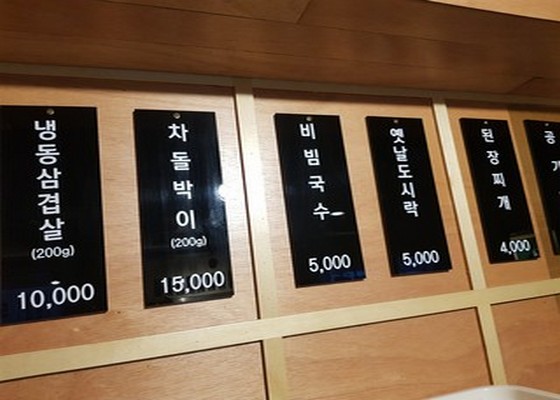 냉동삼겹살
(200g)
10,000
차돌박이
(200g)
15,000
비빔국수
5,000
옛날도시락
5,000
된장찌개
4,000
공